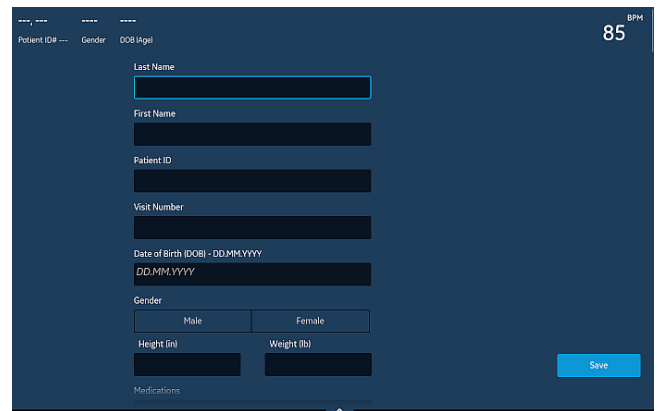 ---, --- ---- ---- BPM
Patient ID# --- Gender DOB (Age) 85
Last Name
First Name
Patient ID
Visit Number
Date of Birth (DOB) - DD.MM.YYYY
DD.MM.YYYY
Gender
Male Female
Height (in) Weight (lb)
Save
Medications